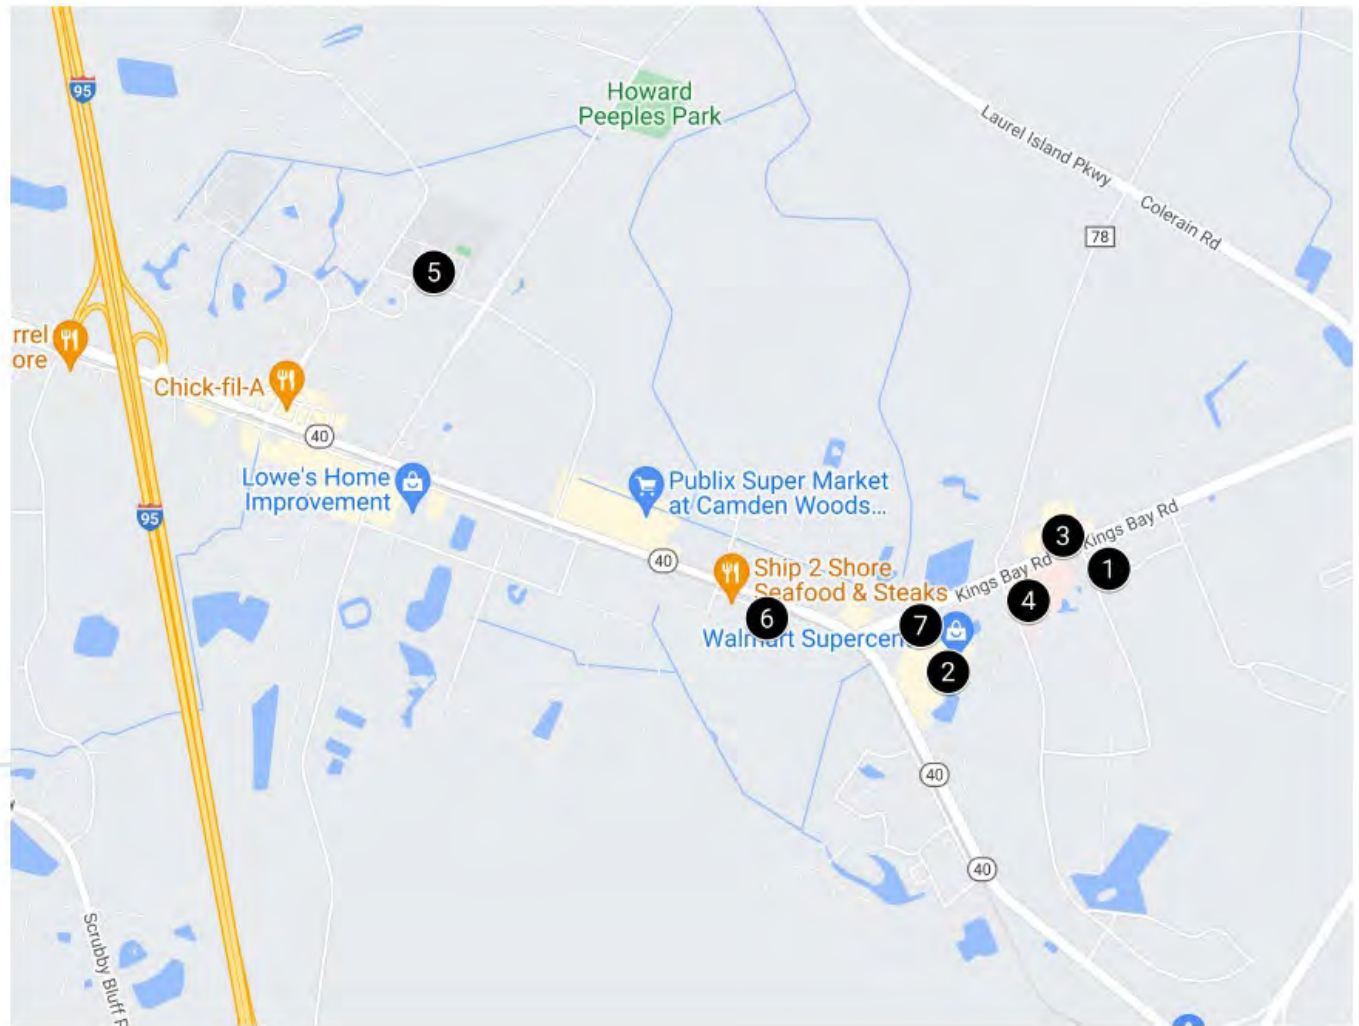 95
Howard
Peeples Park
Laurel Island Pkwy
Colerain Rd
78
5
rrel
ore
Chick-fil-A
40
Lowe's Home
Improvement
Publix Super Market
at Camden Woods...
95
40
3
Kings Bay Rd
Ship 2 Shore
Seafood & Steaks
Kings Bay Rd
1
4
6
7
Walmart Supercen
2
40
40
Scrubby Bluff R